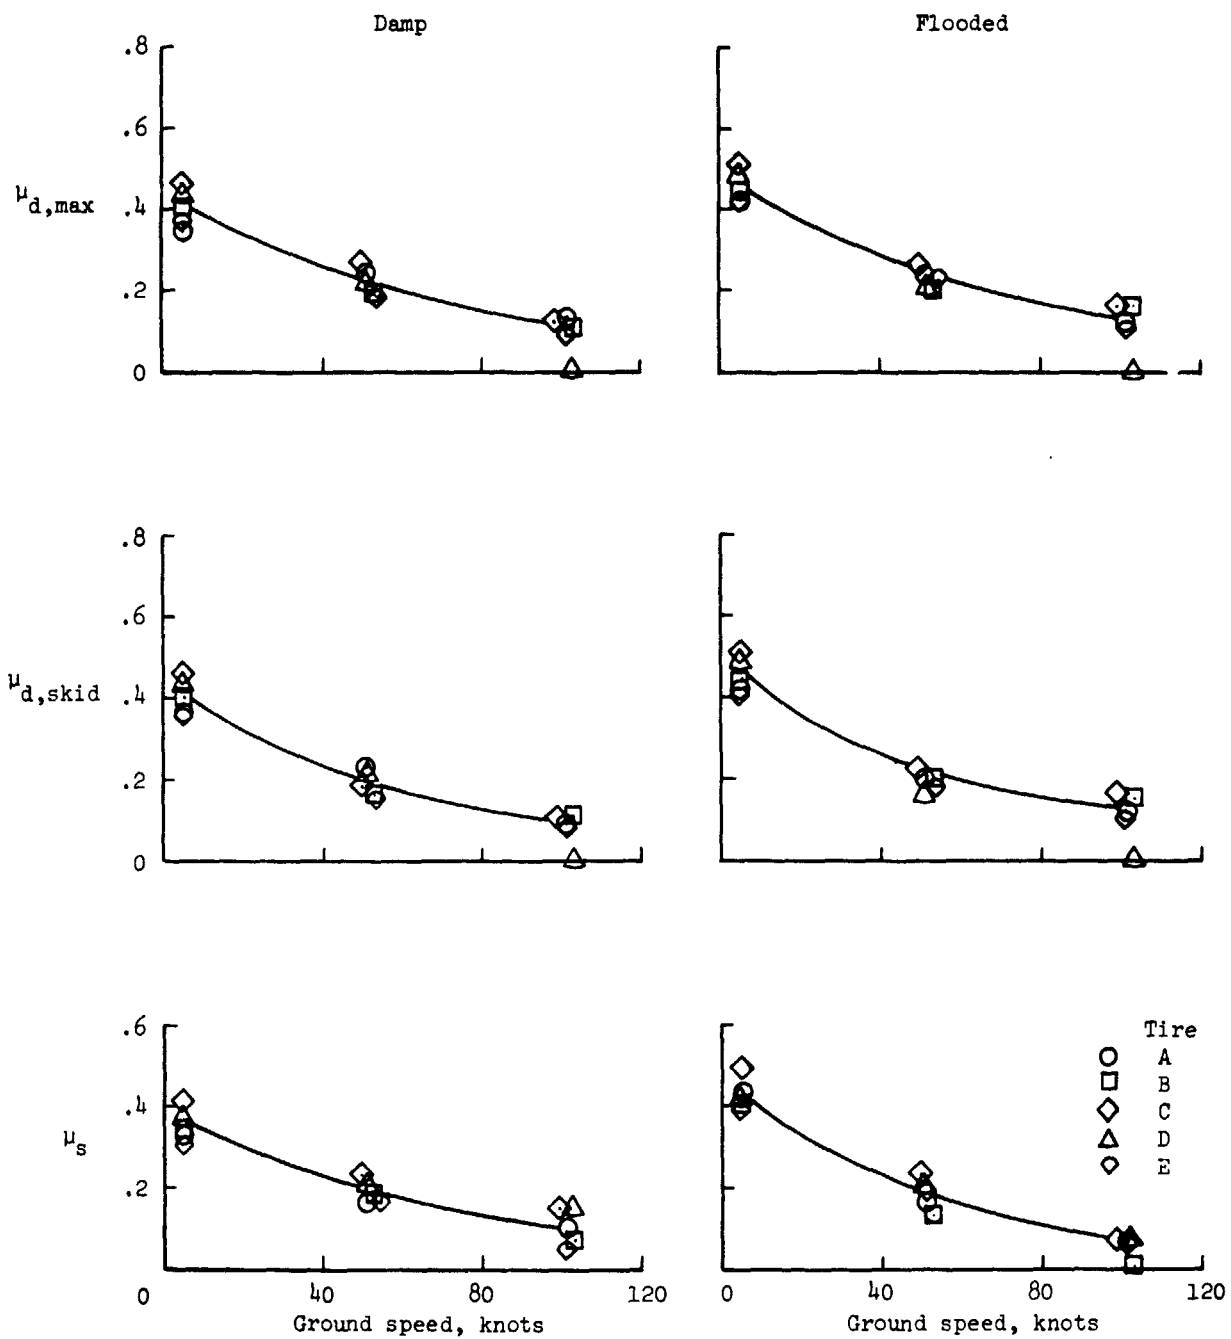 Damp
Flooded
.8
.6
μd,max
.4
.2
0
.8
.6
μd,skid
.4
.2
0
.6
.4
μs
.2
0 40 80 120
Ground speed, knots
0 40 80 120
Ground speed, knots
Tire
A
B
C
D
E